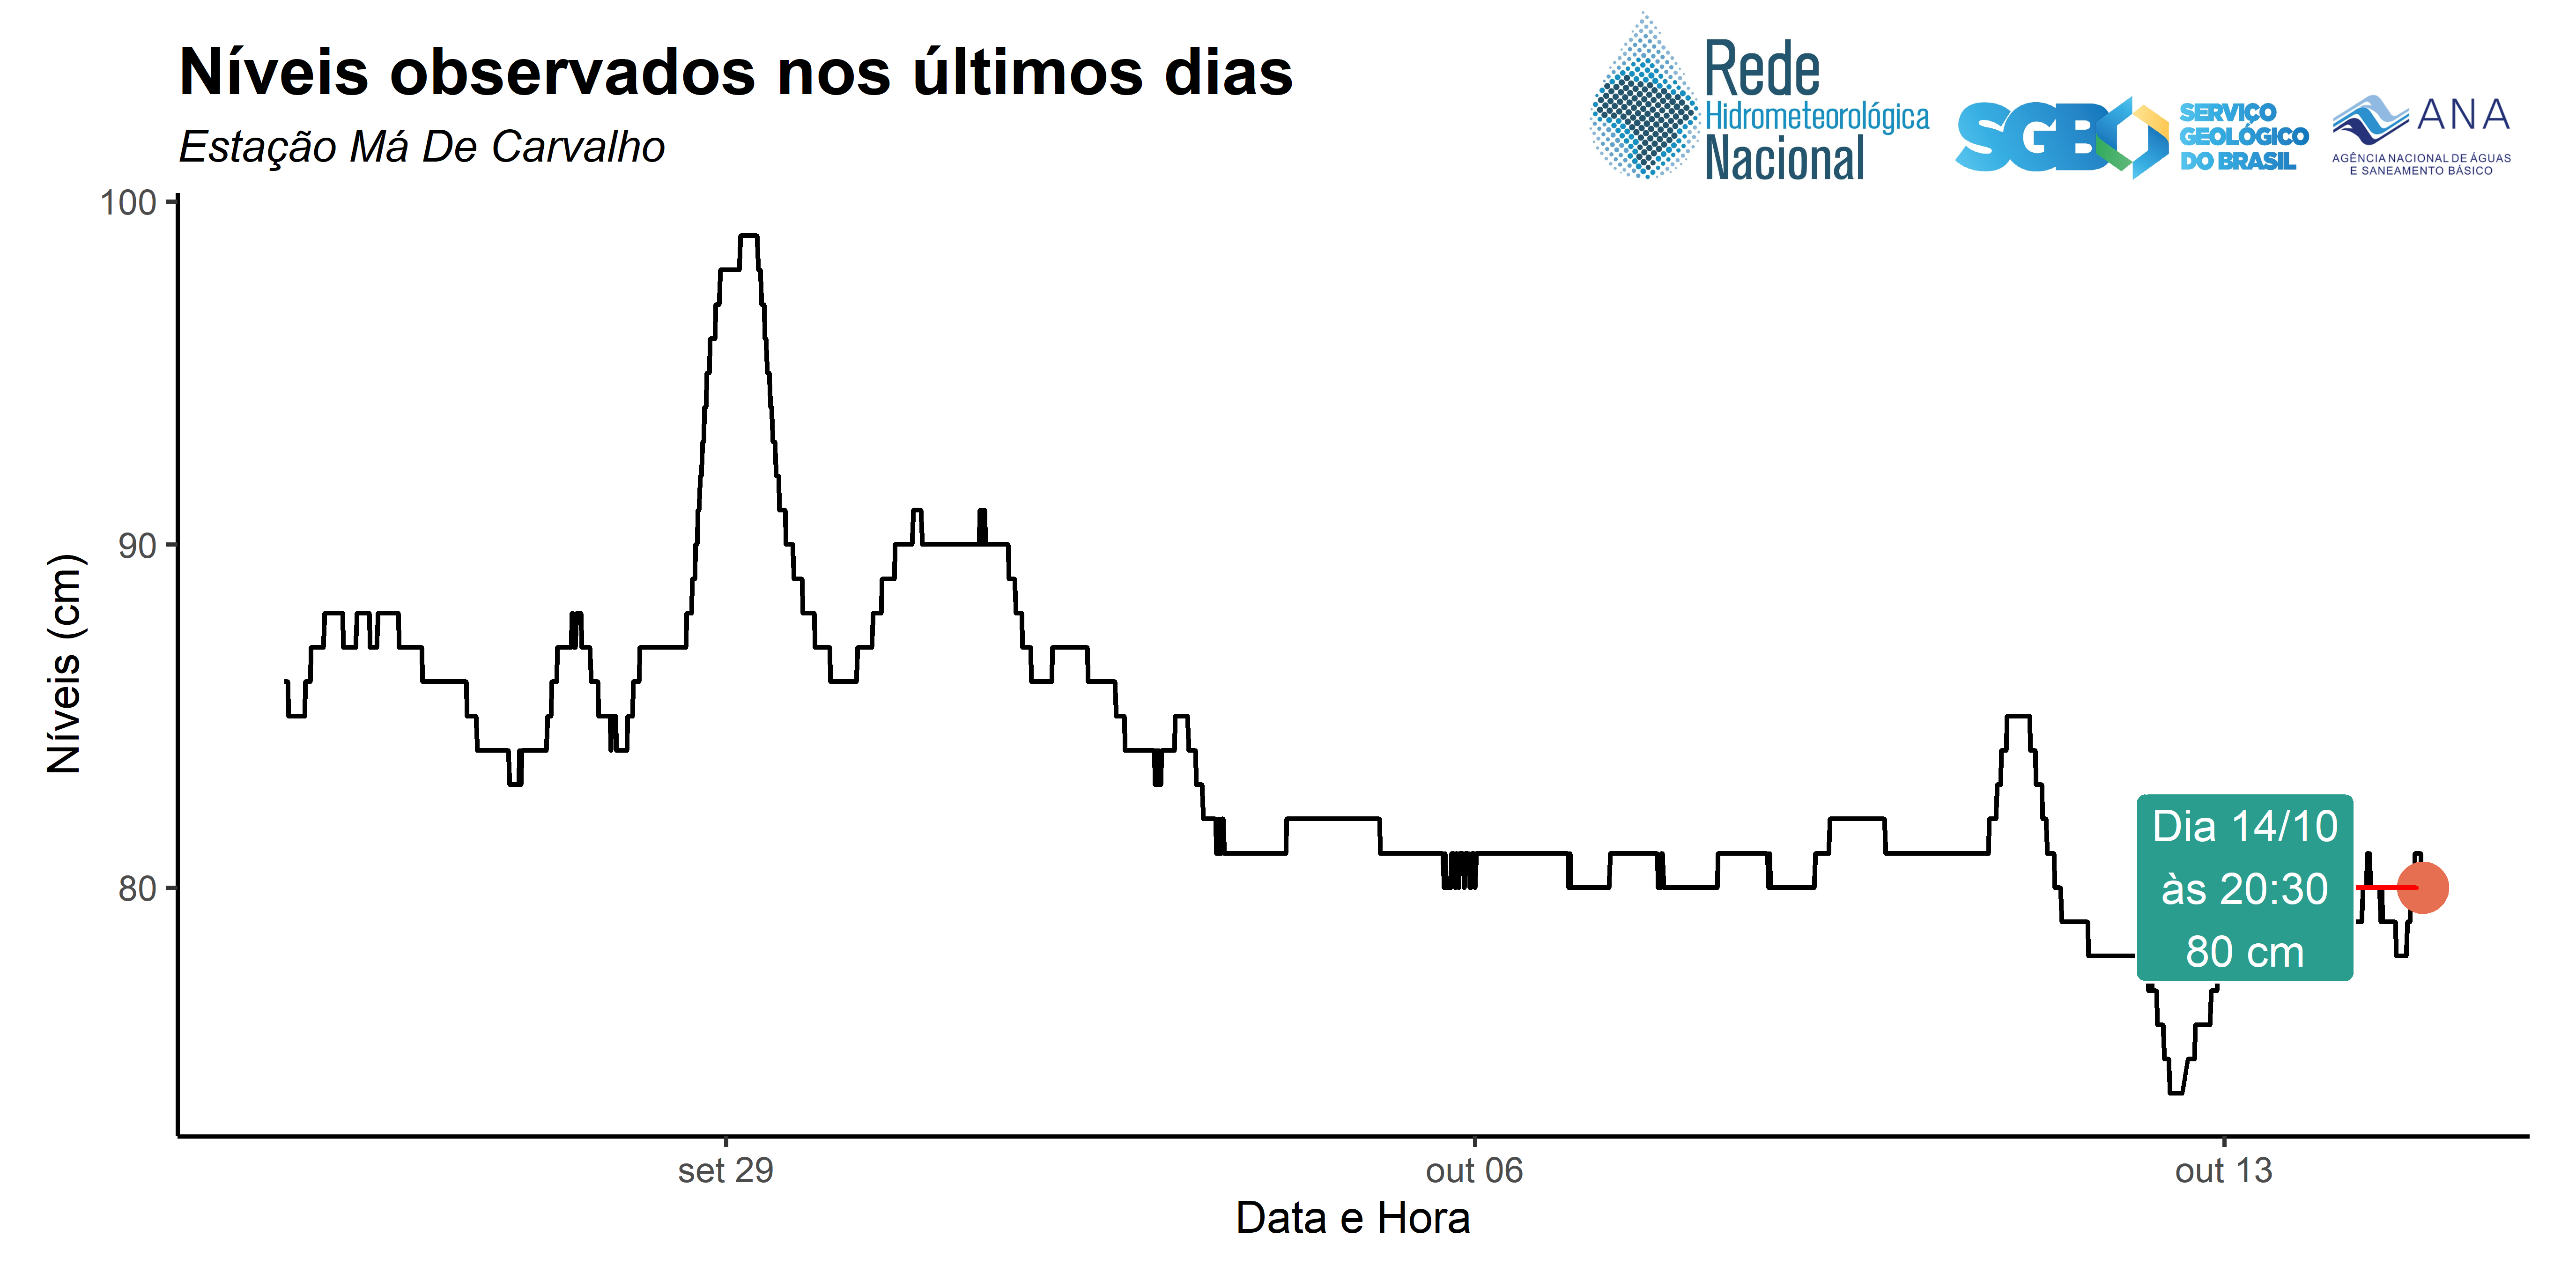 Níveis observados nos últimos dias
Estação Má De Carvalho
Rede
Hidrometeorológica
Nacional
SGB
SERVIÇO
GEOLÓGICO
DO BRASIL
ANA
AGÊNCIA NACIONAL DE ÁGUAS
E SANEAMENTO BÁSICO
100
90
80
Níveis (cm)
Dia 14/10
às 20:30
80 cm
set 29
out 06
out 13
Data e Hora